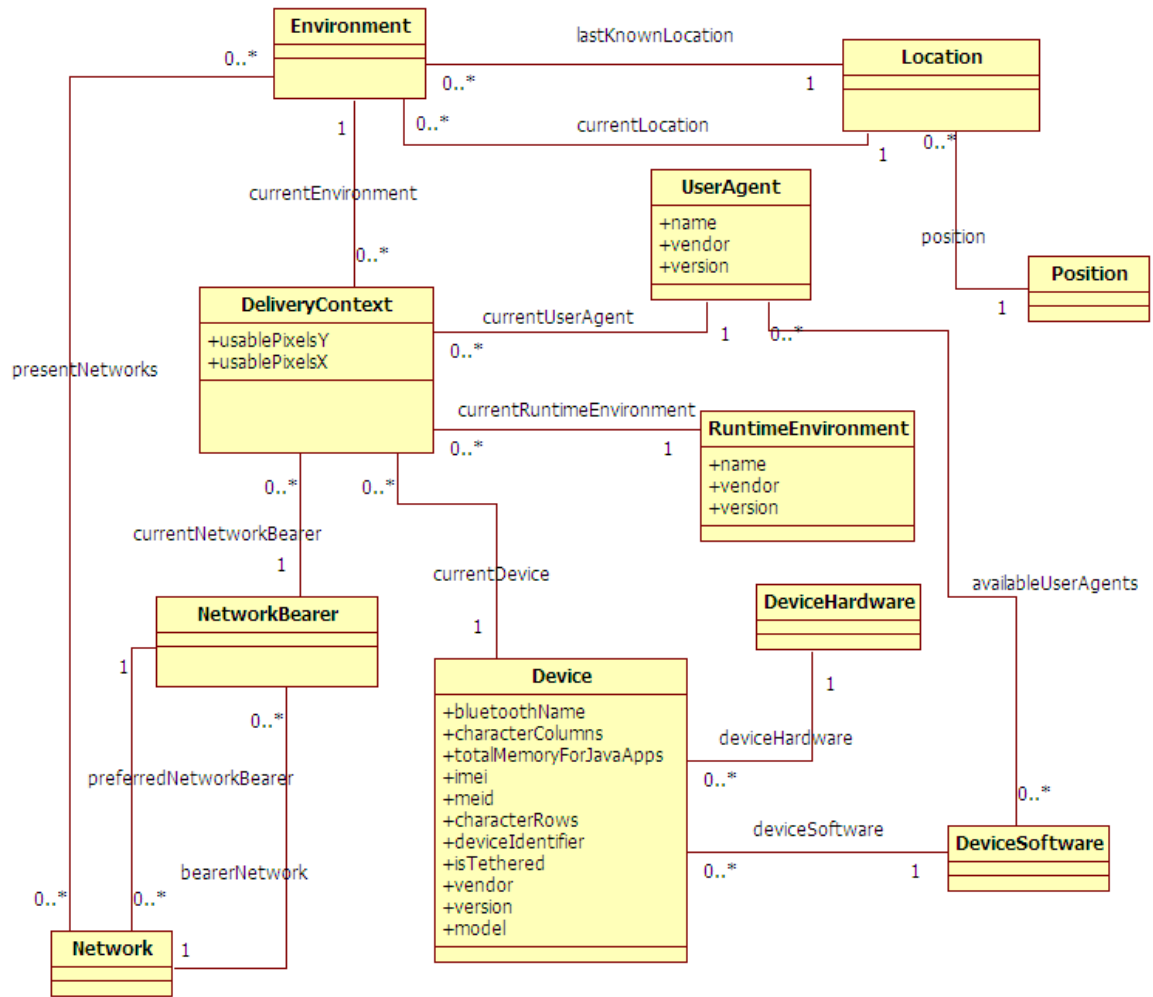 Environment
0..*
lastKnownLocation
Location
0..*
1
1
0..*
currentLocation
1
0..*
currentEnvironment
UserAgent
+name
+vendor
+version
position
0..*
Position
1
DeliveryContext
+usablePixelsY
+usablePixelsX
currentUserAgent
0..*
1
0..*
presentNetworks
currentRuntimeEnvironment
0..*
1
RuntimeEnvironment
+name
+vendor
+version
0..*
0..*
currentNetworkBearer
1
currentDevice
1
availableUserAgents
NetworkBearer
1
0..*
DeviceHardware
1
Device
+bluetoothName
+characterColumns
+totalMemoryForJavaApps
+imei
+meid
+characterRows
+deviceIdentifier
+isTethered
+vendor
+version
+model
deviceHardware
0..*
preferredNetworkBearer
0..*
deviceSoftware
0..*
1
DeviceSoftware
bearerNetwork
0..*
0..*
Network
1